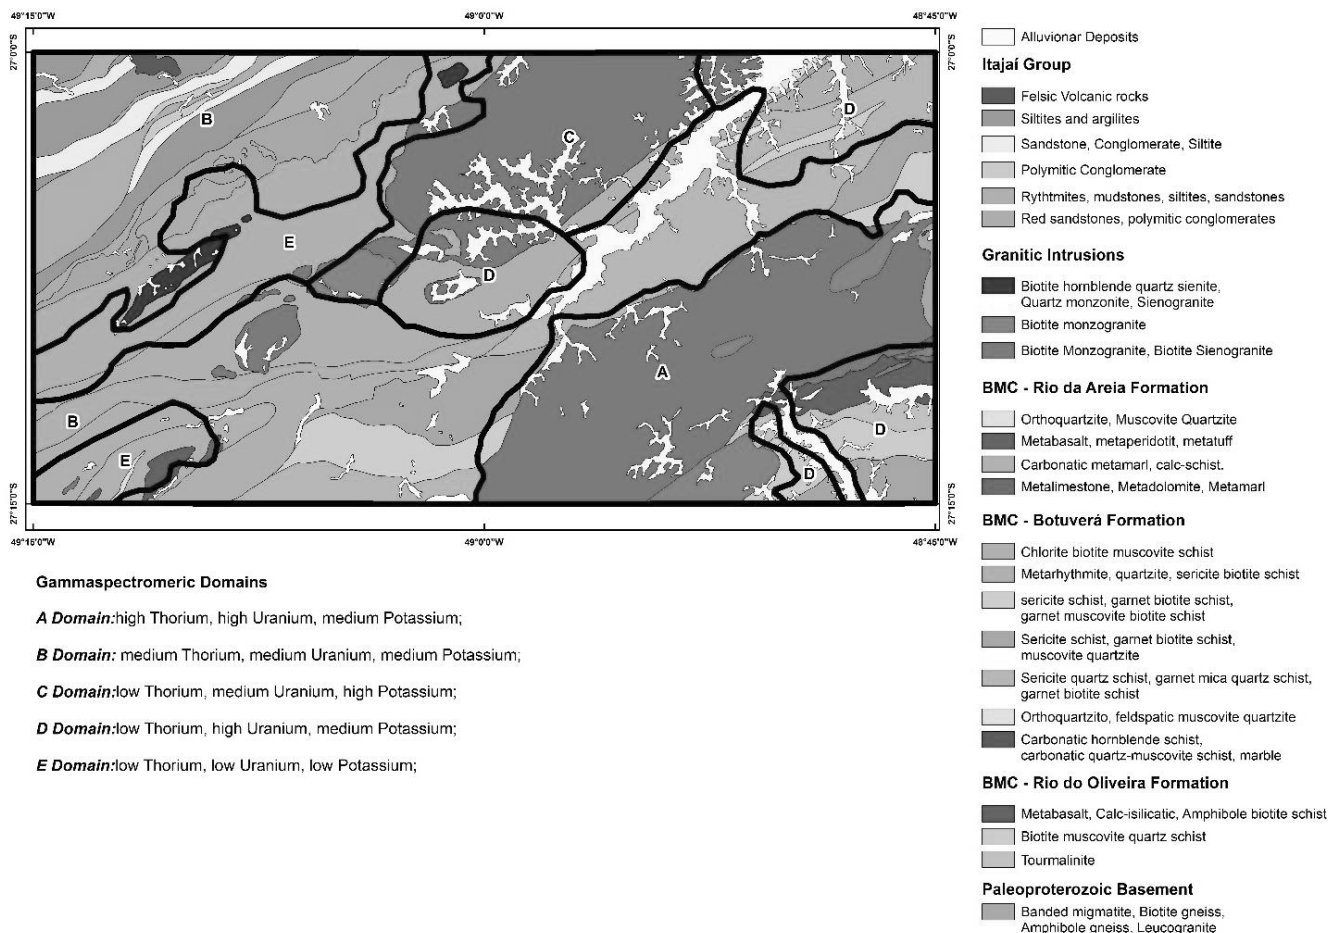 49°15'0"W
49°0'0"W
48°45'0"W
27°0'0"S
27°0'0"S
B
C
D
E
D
A
B
E
D
D
27°15'0"S
27°15'0"S
49°15'0"W
49°0'0"W
48°45'0"W
Gammaspectromeric Domains
A Domain:high Thorium, high Uranium, medium Potassium;
B Domain: medium Thorium, medium Uranium, medium Potassium;
C Domain:low Thorium, medium Uranium, high Potassium;
D Domain:low Thorium, high Uranium, medium Potassium;
E Domain:low Thorium, low Uranium, low Potassium;
Alluvionar Deposits
Itajaí Group
Felsic Volcanic rocks
Siltites and argilites
Sandstone, Conglomerate, Siltite
Polymitic Conglomerate
Rythtmites, mudstones, siltites, sandstones
Red sandstones, polymitic conglomerates
Granitic Intrusions
Biotite hornblende quartz sienite,
Quartz monzonite, Sienogranite
Biotite monzogranite
Biotite Monzogranite, Biotite Sienogranite
BMC - Rio da Areia Formation
Orthoquartzite, Muscovite Quartzite
Metabasalt, metaperidotit, metatuff
Carbonatic metamarl, calc-schist.
Metalimestone, Metadolomite, Metamarl
BMC - Botuverá Formation
Chlorite biotite muscovite schist
Metarhythmite, quartzite, sericite biotite schist
sericite schist, garnet biotite schist,
garnet muscovite biotite schist
Sericite schist, garnet biotite schist,
muscovite quartzite
Sericite quartz schist, garnet mica quartz schist,
garnet biotite schist
Orthoquartzito, feldspatic muscovite quartzite
Carbonatic hornblende schist,
carbonatic quartz-muscovite schist, marble
BMC - Rio do Oliveira Formation
Metabasalt, Calc-isilicatic, Amphibole biotite schist
Biotite muscovite quartz schist
Tourmalinite
Paleoproterozoic Basement
Banded migmatite, Biotite gneiss,
Amphibole gneiss, Leucogranite